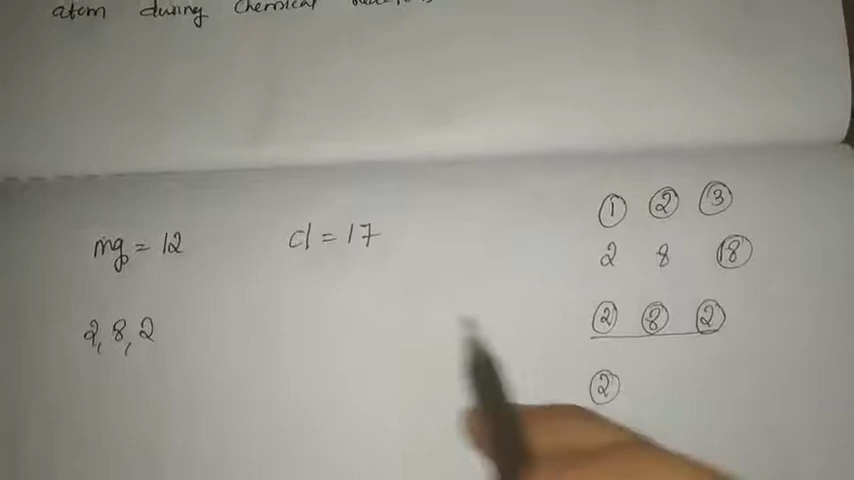 atom during Chemical
mg = 12
cl = 17
2, 8, 2
1 2 3
2 8 18
2 8 2
2